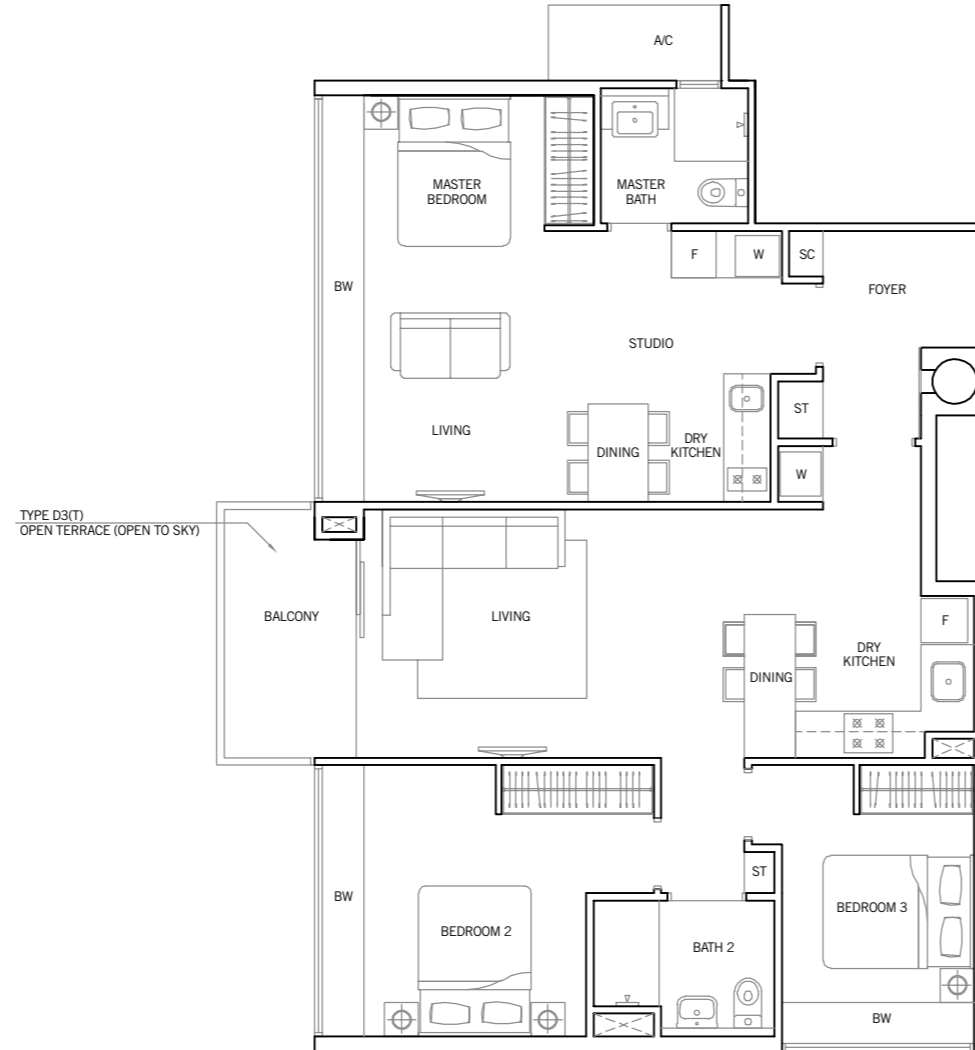 A/C
MASTER
BEDROOM
MASTER
BATH
F
W
SC
BW
FOYER
STUDIO
ST
LIVING
DINING
DRY
KITCHEN
W
TYPE D3(T)
OPEN TERRACE (OPEN TO SKY)
BALCONY
LIVING
F
DRY
KITCHEN
DINING
ST
BW
BEDROOM 3
BEDROOM 2
BATH 2
BW